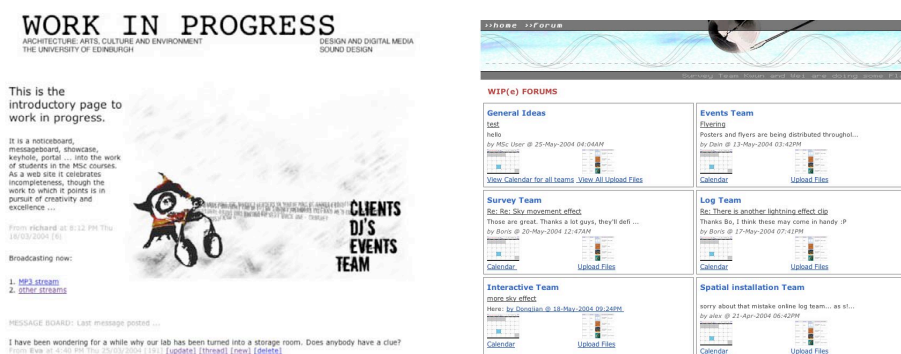 WORK IN PROGRESS
ARCHITECTURE: ARTS, CULTURE AND ENVIRONMENT
THE UNIVERSITY OF EDINBURGH
DESIGN AND DIGITAL MEDIA
SOUND DESIGN
This is the
introductory page to
work in progress.
It is a noticeboard,
messageboard, showcase,
keyhole, portal ... into the work
of students in the MSc courses.
As a web site it celebrates
incompleteness, though the
work to which it points is in
pursuit of creativity and
excellence ...
From richard at 8:12 PM Thu
18/03/2004 [6]
Broadcasting now:
1. MP3 stream
2. other streams
CLIENTS
DJ's
EVENTS
TEAM
MESSAGE BOARD: Last message posted ...
I have been wondering for a while why our lab has been turned into a storage room. Does anybody have a clue?
From Eva at 4:40 PM Thu 25/03/2004 [191] [update] [thread] [new] [delete]
>>home >>forum
Survey Team Kwun and Wei are doing some
WIP(e) FORUMS
General Ideas
test
hello
by MSc User @ 25-May-2004 04:04AM
View Calendar for all teams View All Upload Files
Events Team
Flyering
Posters and flyers are being distributed throughol...
by Dain @ 13-May-2004 03:42PM
Calendar Upload Files
Survey Team
Re: Re: Sky movement effect
Those are great. Thanks a lot guys, they'll defi ...
by Boris @ 20-May-2004 12:47AM
Calendar Upload Files
Log Team
Re: There is another lightning effect clip
Thanks Bo, I think these may come in handy :P
by Boris @ 17-May-2004 07:41PM
Calendar Upload Files
Interactive Team
more sky effect
Here: by Dongjian @ 18-May-2004 09:24PM
Calendar Upload Files
Spatial installation Team
sorry about that mistake online log team... as s!...
by alex @ 21-Apr-2004 06:42PM
Calendar Upload Files